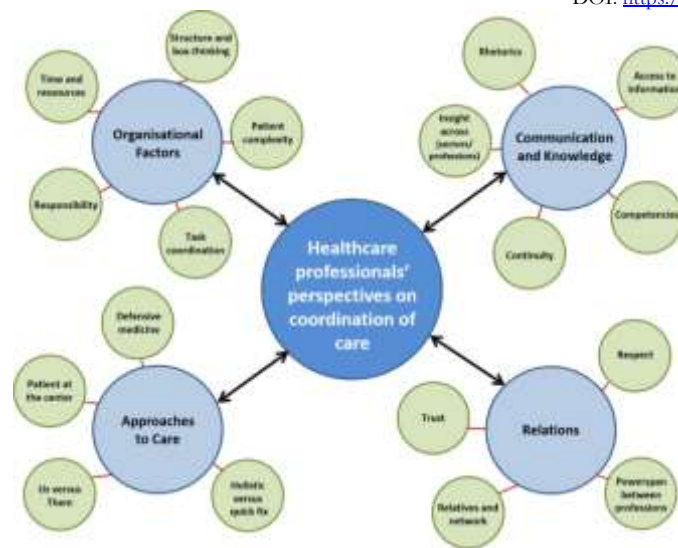 DOI: https:/
Structure and
box thinking
Time and
resources
Organisational
Factors
Patient
complexity
Responsibility
Task
coordination
Rhetorics
Access to
information
Insight
across
(sectors/
professions)
Communication
and Knowledge
Competencies
Continuity
Healthcare
professionals'
perspectives on
coordination of
care
Defensive
medicine
Patient at
the center
Approaches
to Care
Us versus
Them
Holistic
versus
quick fix
Respect
Trust
Relations
Relatives and
network
Powerspan
between
professions